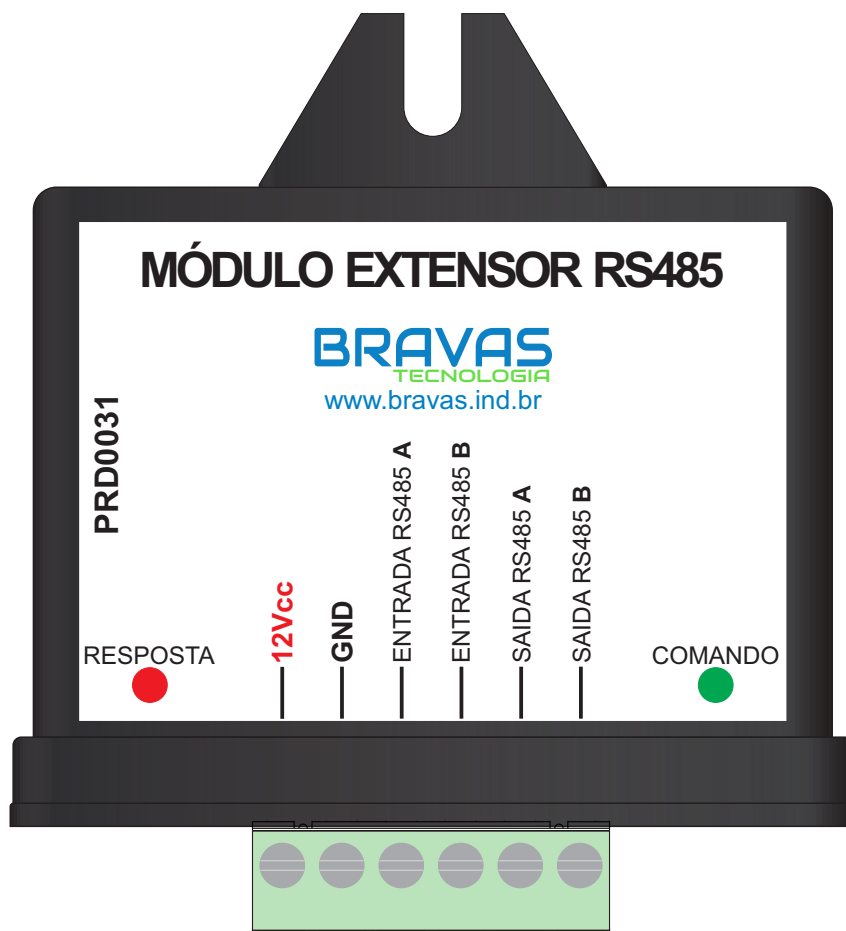 MÓDULO EXTENSOR RS485
BRAVAS
TECNOLOGIA
www.bravas.ind.br
PRD0031
RESPOSTA
12Vcc
GND
ENTRADA RS485 A
ENTRADA RS485 B
SAIDA RS485 A
SAIDA RS485 B
COMANDO